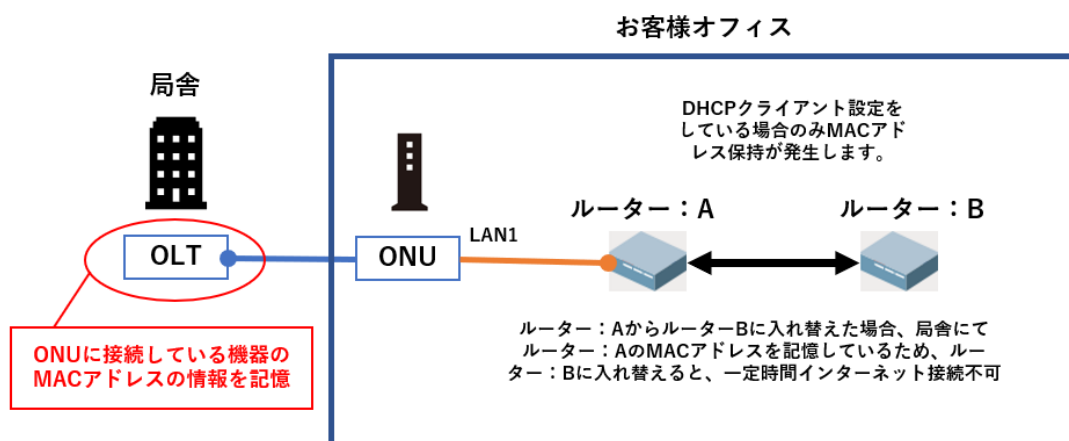 お客様オフィス
局舎
DHCPクライアント設定を
している場合のみMACアド
レス保持が発生します。
ルーター：A
ルーター：B
OLT
ONU
LAN1
ONUに接続している機器の
MACアドレスの情報を記憶
ルーター：AからルーターBに入れ替えた場合、局舎にて
ルーター：AのMACアドレスを記憶しているため、ルー
ター：Bに入れ替えると、一定時間インターネット接続不可